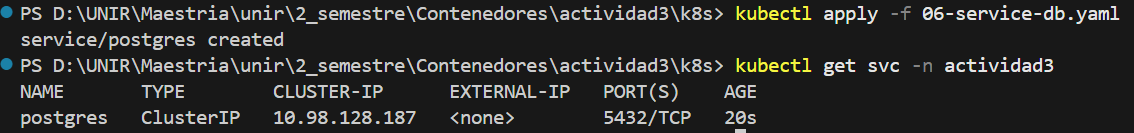 PS D:\UNIR\Maestria\unir\2_semestre\Contenedores\actividad3\k8s> kubectl apply -f 06-service-db.yaml
service/postgres created
PS D:\UNIR\Maestria\unir\2_semestre\Contenedores\actividad3\k8s> kubectl get svc -n actividad3
NAME TYPE CLUSTER-IP EXTERNAL-IP PORT(S) AGE
postgres ClusterIP 10.98.128.187 <none> 5432/TCP 20s